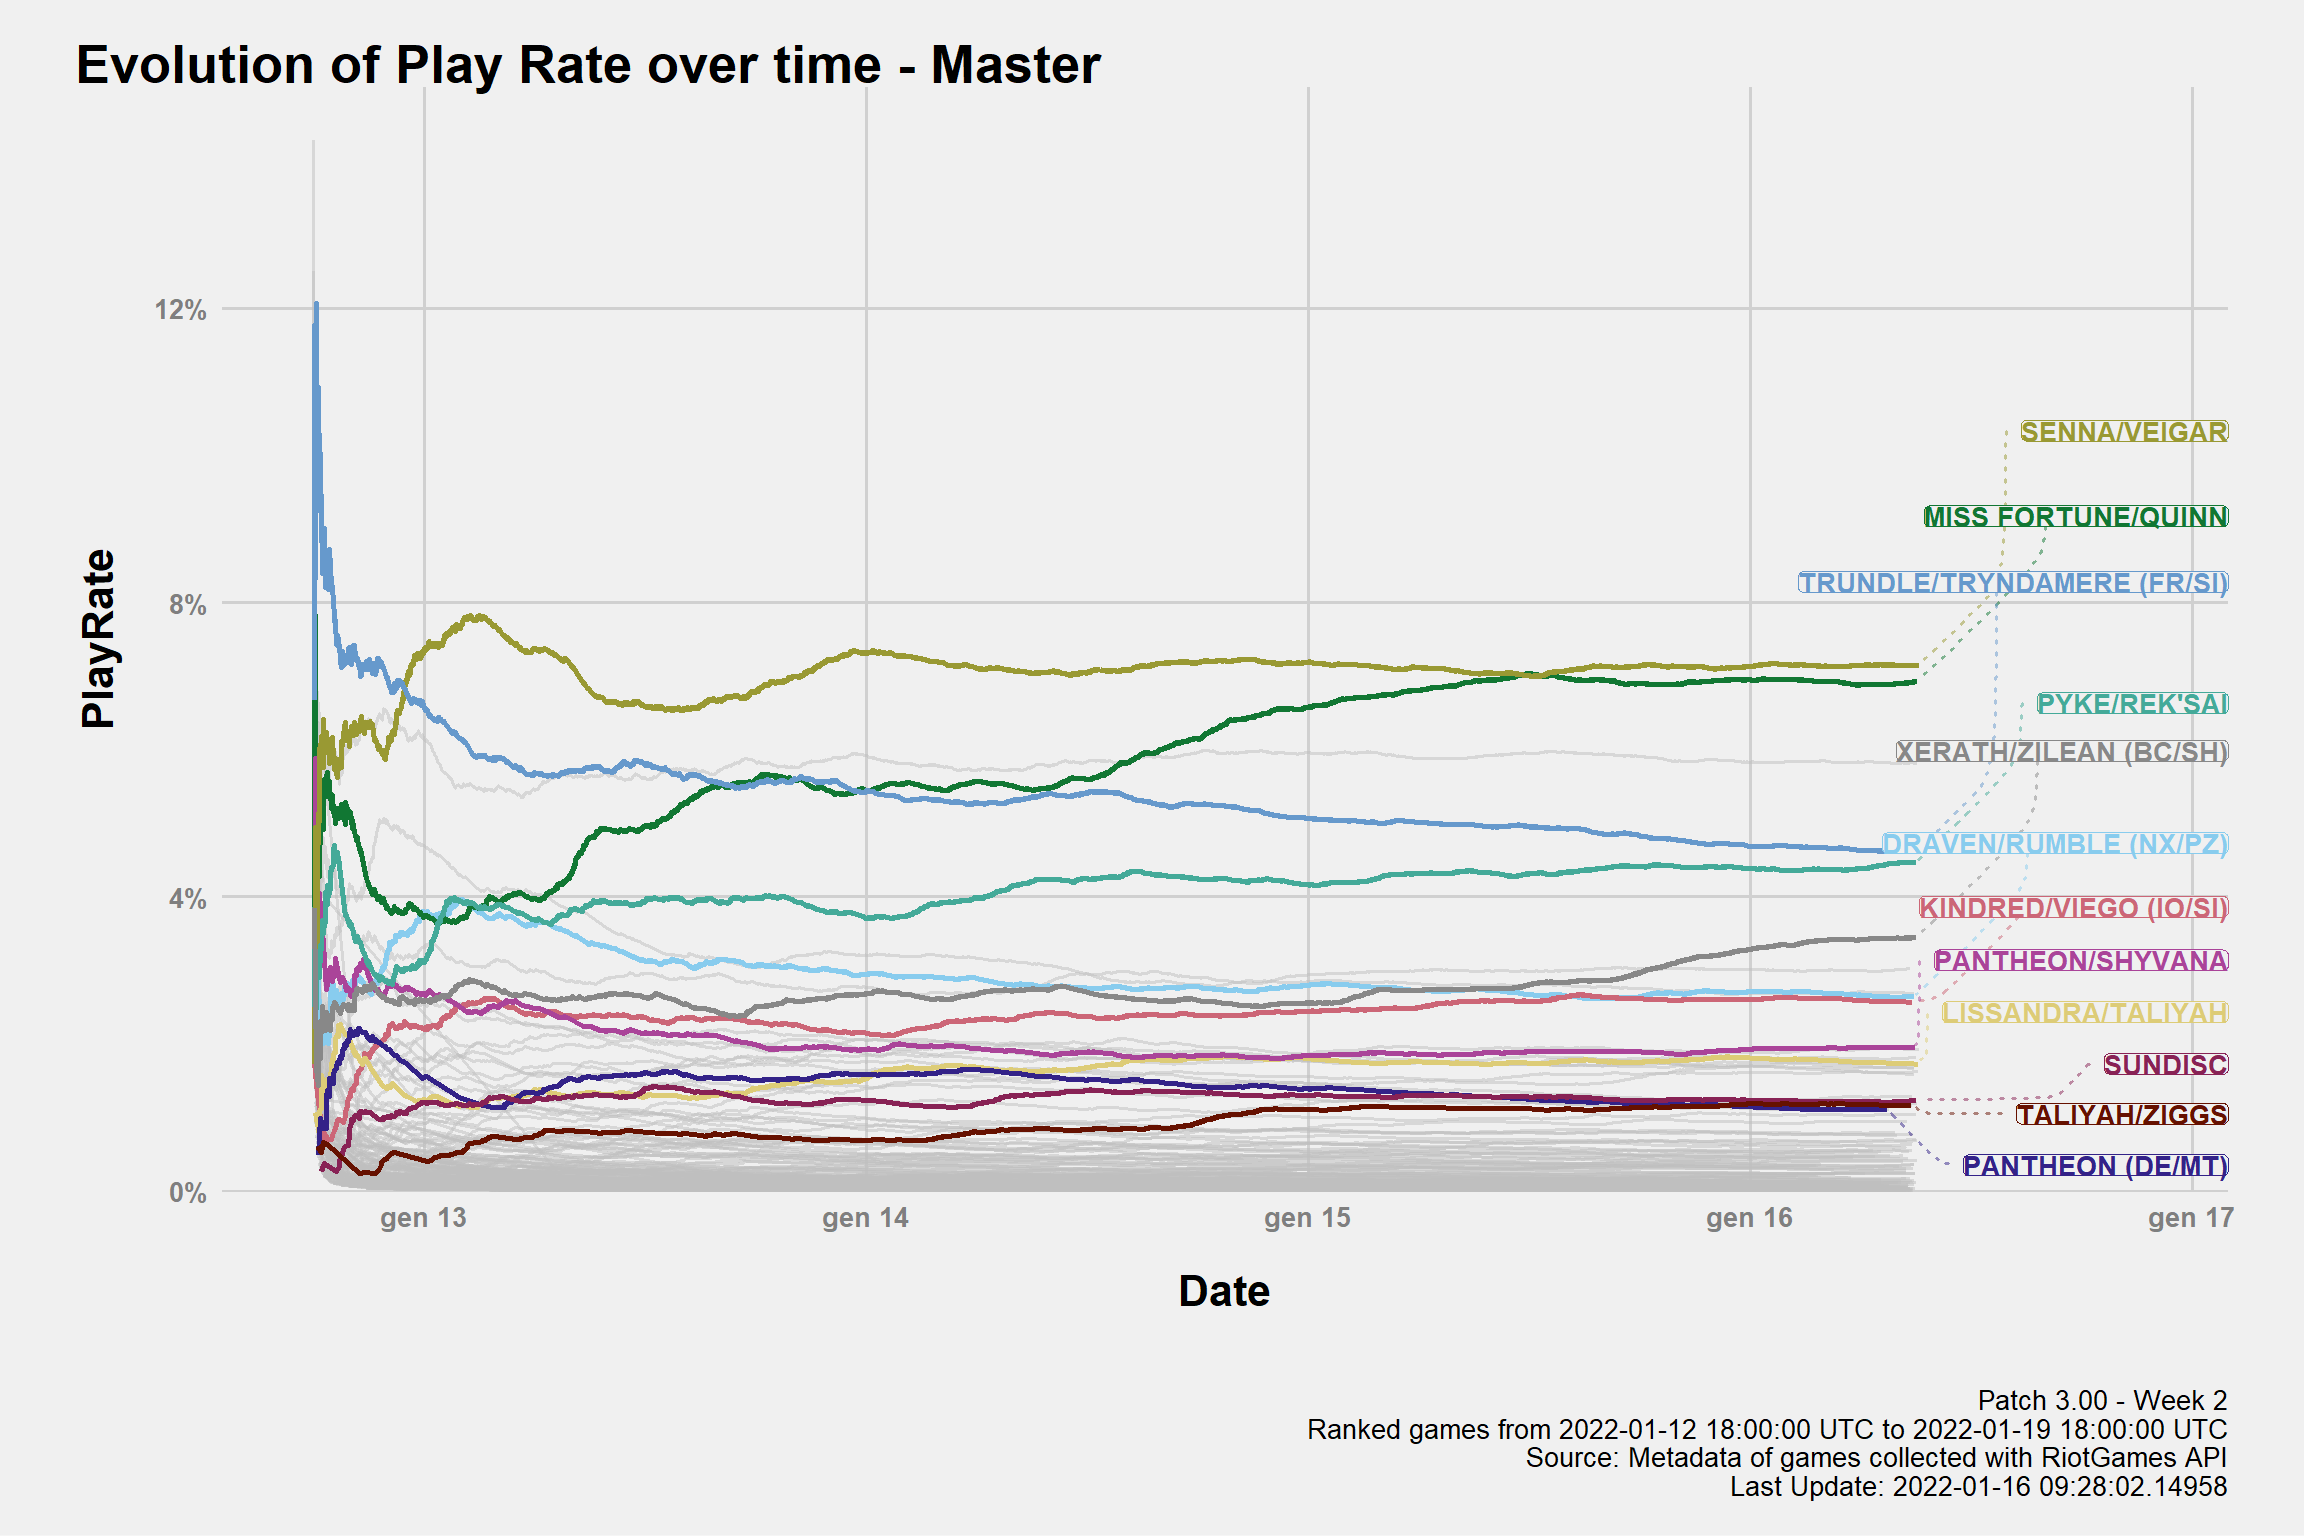 Evolution of Play Rate over time - Master
PlayRate
12%
8%
4%
0%
SENNA/VEIGAR
MISS FORTUNE/QUINN
TRUNDLE/TRYNDAMERE (FR/SI)
PYKE/REK'SAI
XERATH/ZILEAN (BC/SH)
DRAVEN/RUMBLE (NX/PZ)
KINDRED/VIEGO (IO/SI)
PANTHEON/SHYVANA
LISSANDRA/TALIYAH
SUNDISC
TALIYAH/ZIGGS
PANTHEON (DE/MT)
gen 13
gen 14
gen 15
gen 16
gen 17
Date
Patch 3.00 - Week 2
Ranked games from 2022-01-12 18:00:00 UTC to 2022-01-19 18:00:00 UTC
Source: Metadata of games collected with RiotGames API
Last Update: 2022-01-16 09:28:02.14958